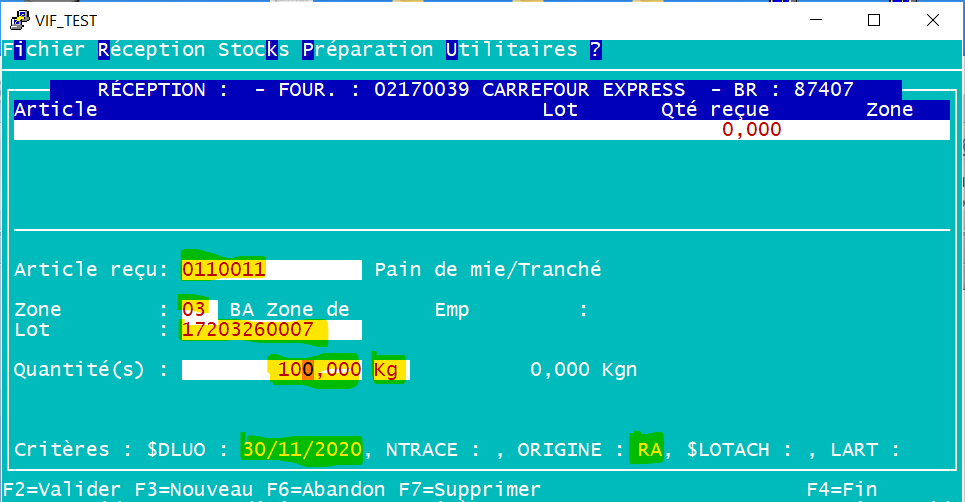 VIF_TEST
Fichier Réception Stocks Préparation Utilitaires ?
RÉCEPTION :  - FOUR. : 02170039 CARREFOUR EXPRESS  - BR : 87407
Article Lot Qté reçue Zone
0,000
Article reçu: 0110011 Pain de mie/Tranché
Zone : 03 BA Zone de Emp :
Lot : 17203260007
Quantité(s) : 100,000 Kg 0,000 Kgn
Critères : $DLUO : 30/11/2020, NTRACE : , ORIGINE : RA, $LOTACH : , LART :
F2=Valider F3=Nouveau F6=Abandon F7=Supprimer F4=Fin